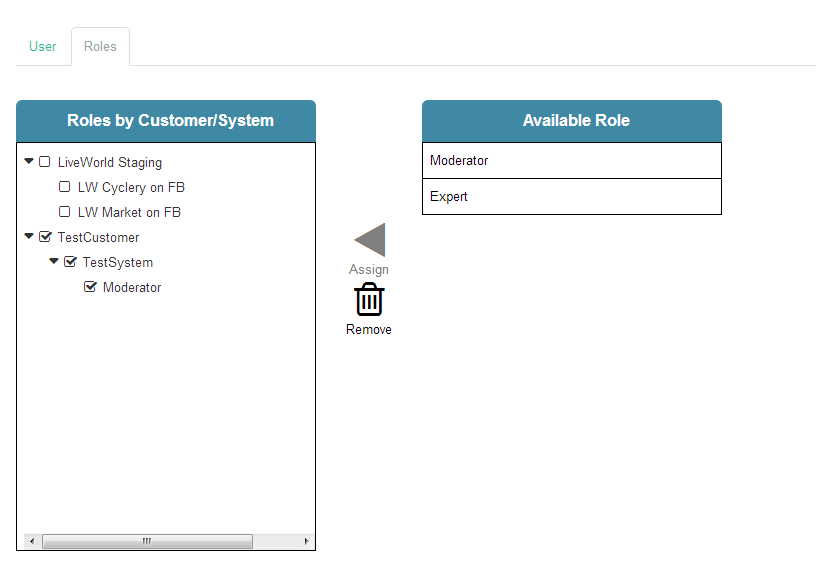 User
Roles
Roles by Customer/System
LiveWorld Staging
LW Cyclery on FB
LW Market on FB
TestCustomer
TestSystem
Moderator
Assign
Remove
Available Role
Moderator
Expert